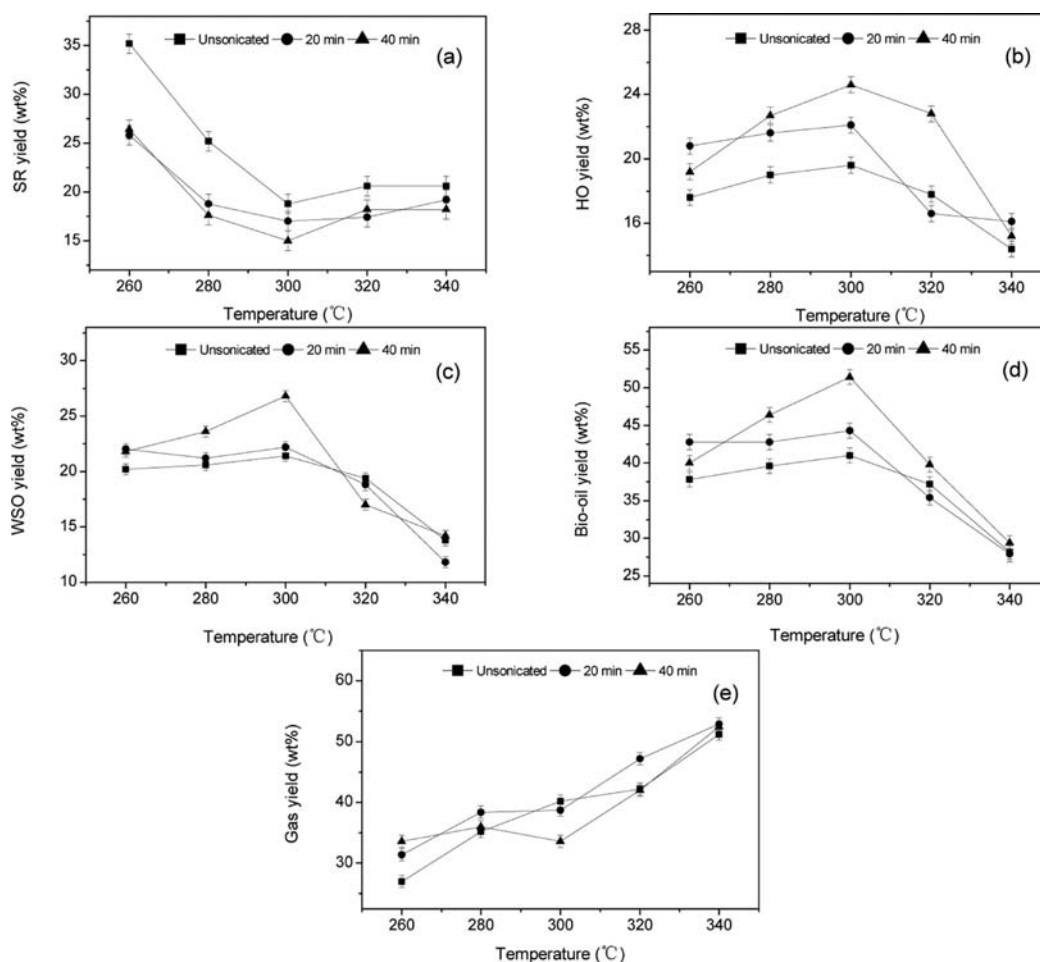 Unsonicated 20 min 40 min
(a)
SR yield (wt%)
35
30
25
20
15
260 280 300 320 340
Temperature (℃)
Unsonicated 20 min 40 min
(b)
HO yield (wt%)
28
24
20
16
260 280 300 320 340
Temperature (℃)
Unsonicated 20 min 40 min
(c)
WSO yield (wt%)
30
25
20
15
10
260 280 300 320 340
Temperature (℃)
Unsonicated 20 min 40 min
(d)
Bio-oil yield (wt%)
55
50
45
40
35
30
25
260 280 300 320 340
Temperature (℃)
Unsonicated 20 min 40 min
(e)
Gas yield (wt%)
60
50
40
30
260 280 300 320 340
Temperature (℃)